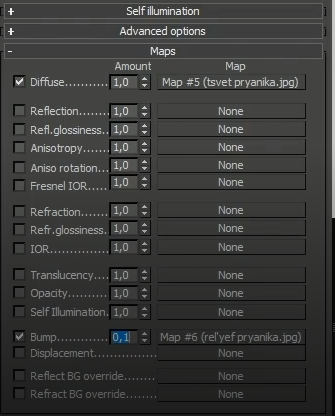 + Self illumination
+ Advanced options
- Maps
Amount Map
Diffuse........... 1,0 Map #5 (tsvet pryanika.jpg)
Reflection........ 1,0 None
Refl.glossiness... 1,0 None
Anisotropy........ 1,0 None
Aniso rotation.... 1,0 None
Fresnel IOR....... 1,0 None
Refraction........ 1,0 None
Refr.glossiness... 1,0 None
IOR............... 1,0 None
Translucency...... 1,0 None
Opacity........... 1,0 None
Self Illumination. 1,0 None
Bump.............. 0,1 Map #6 (rel'yef pryanika.jpg)
Displacement...... None
Reflect BG override....... None
Refract BG override....... None